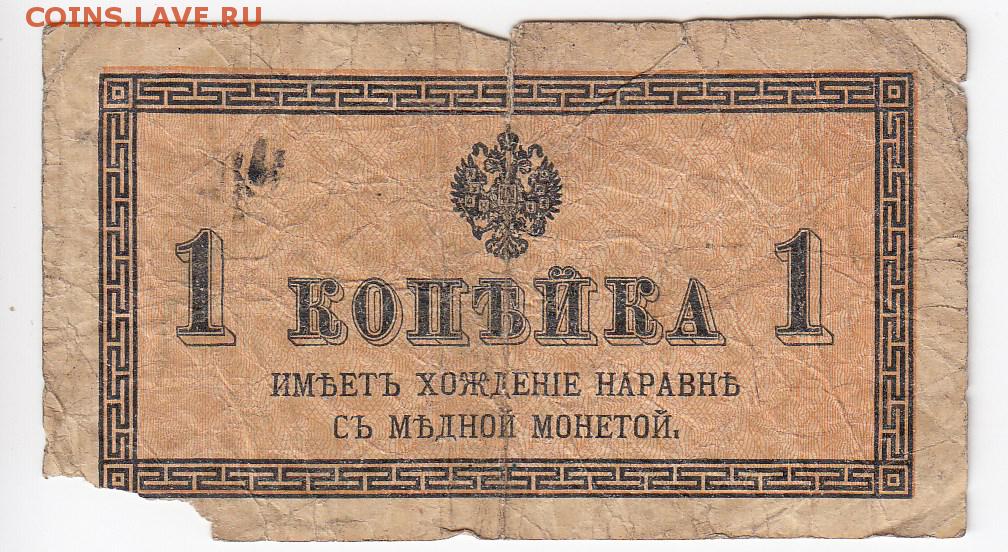 COINS.LAVE.RU
1 КОПѢЙКА 1
ИМѢЕТЪ ХОЖДЕНІЕ НАРАВНѢ
СЪ МѢДНОЙ МОНЕТОЙ.